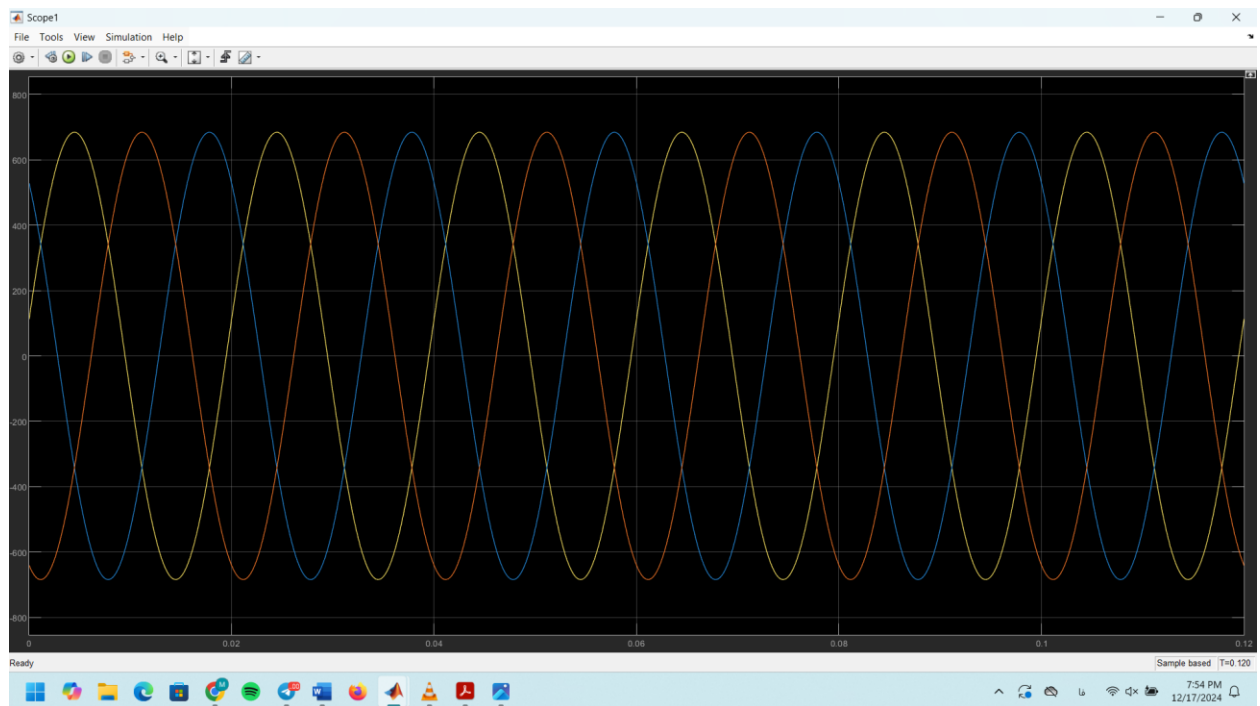 Scope1
File Tools View Simulation Help
800
600
400
200
0
-200
-400
-600
-800
0 0.02 0.04 0.06 0.08 0.1 0.12
Ready
Sample based T=0.120
فا
7:54 PM
12/17/2024